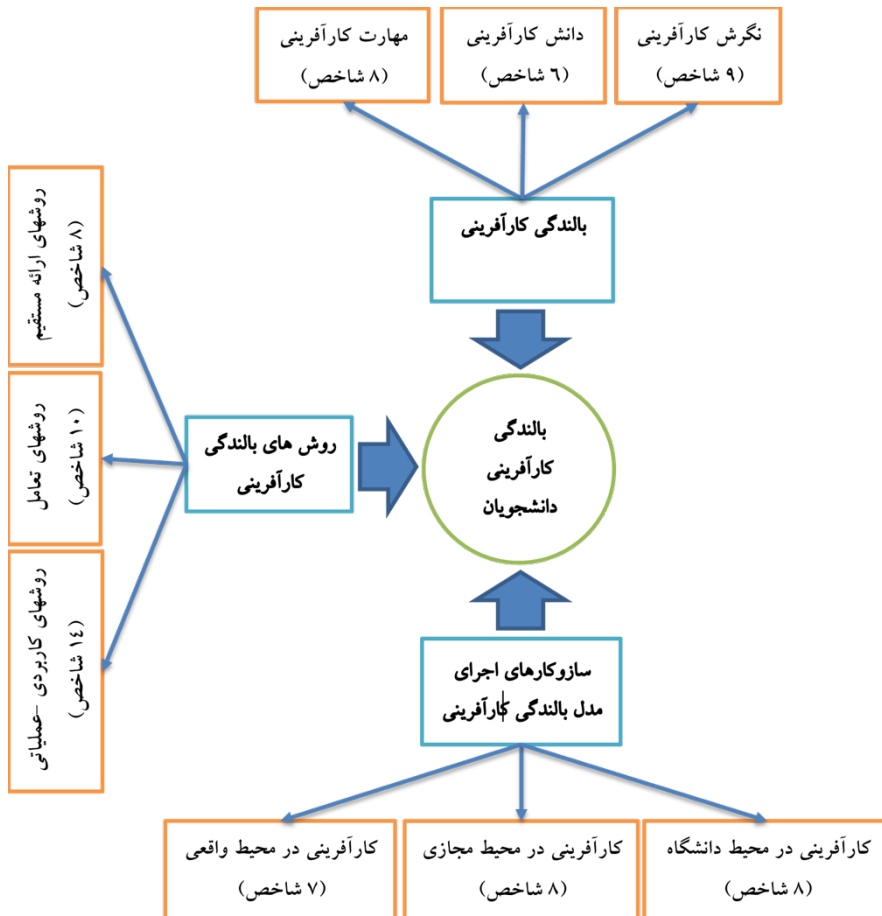 نگرش کارآفرینی
(۹ شاخص)
دانش کارآفرینی
(٦ شاخص)
مهارت کارآفرینی
(۸ شاخص)
بالندگی کارآفرینی
روشهای ارائه مستقیم
(۸ شاخص)
روشهای تعامل
(۱۰ شاخص)
روشهای کاربردی –عملیاتی
(١٤ شاخص)
روش های بالندگی
کارآفرینی
بالندگی
کارآفرینی
دانشجویان
سازوکارهای اجرای
مدل بالندگی کارآفرینی
کارآفرینی در محیط دانشگاه
(۸ شاخص)
کارآفرینی در محیط مجازی
(۸ شاخص)
کارآفرینی در محیط واقعی
(۷ شاخص)